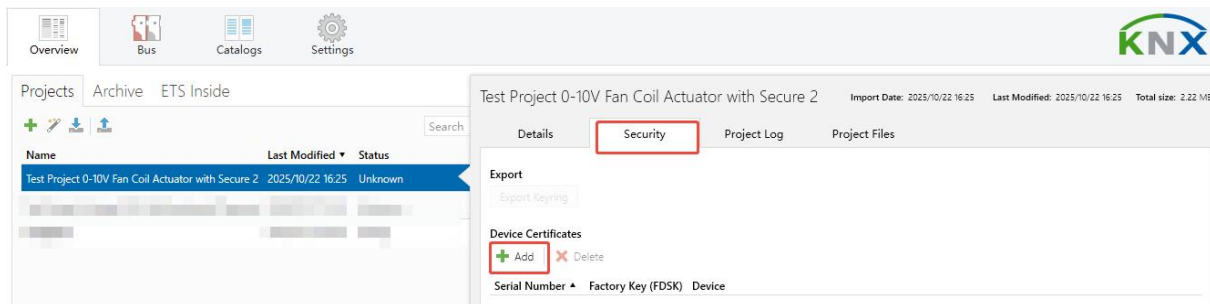 Overview Bus Catalogs Settings
KNX
Projects Archive ETS Inside
Search
Name Last Modified ▼ Status
Test Project 0-10V Fan Coil Actuator with Secure 2 2025/10/22 16:25 Unknown
Test Project 0-10V Fan Coil Actuator with Secure 2 Import Date: 2025/10/22 16:25 Last Modified: 2025/10/22 16:25 Total size: 2.22
Details Security Project Log Project Files
Export
Export Keyring
Device Certificates
Add Delete
Serial Number ▲ Factory Key (FDSK) Device